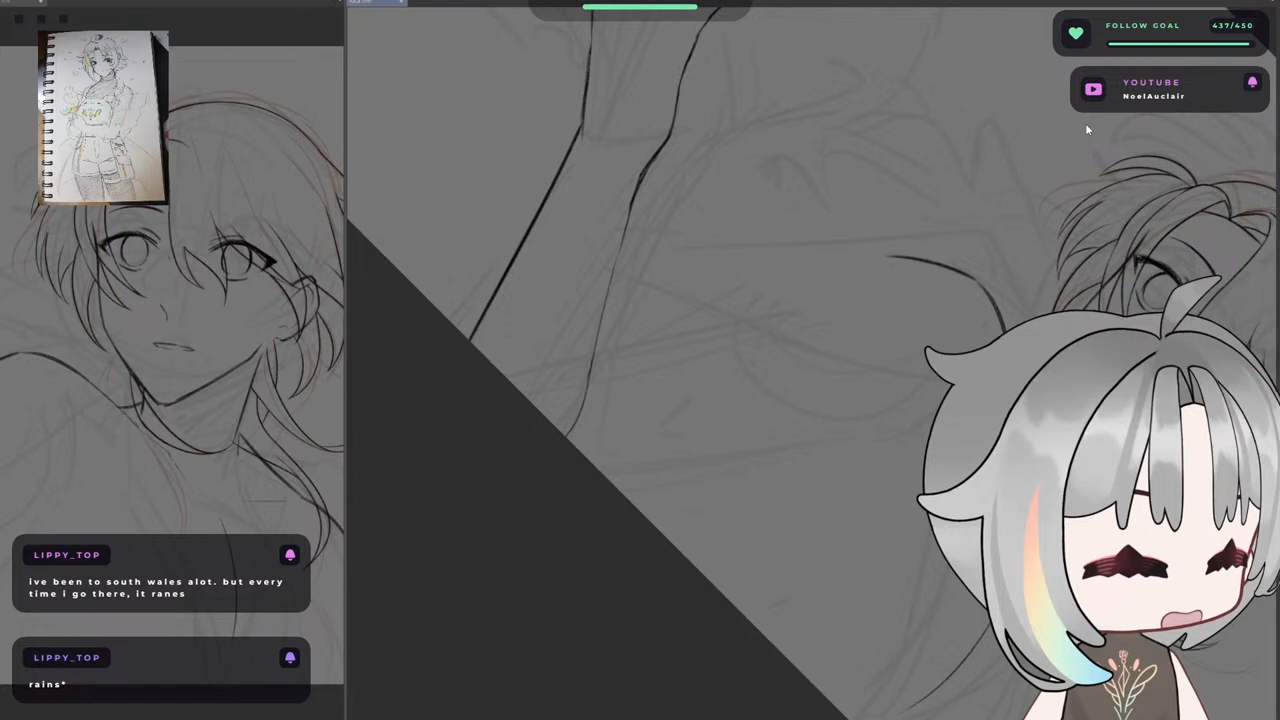 FOLLOW GOAL 437/450
YOUTUBE
NoelAuclair
LIPPY_TOP
ive been to south wales alot. but every
time i go there, it ranes
LIPPY_TOP
rains*